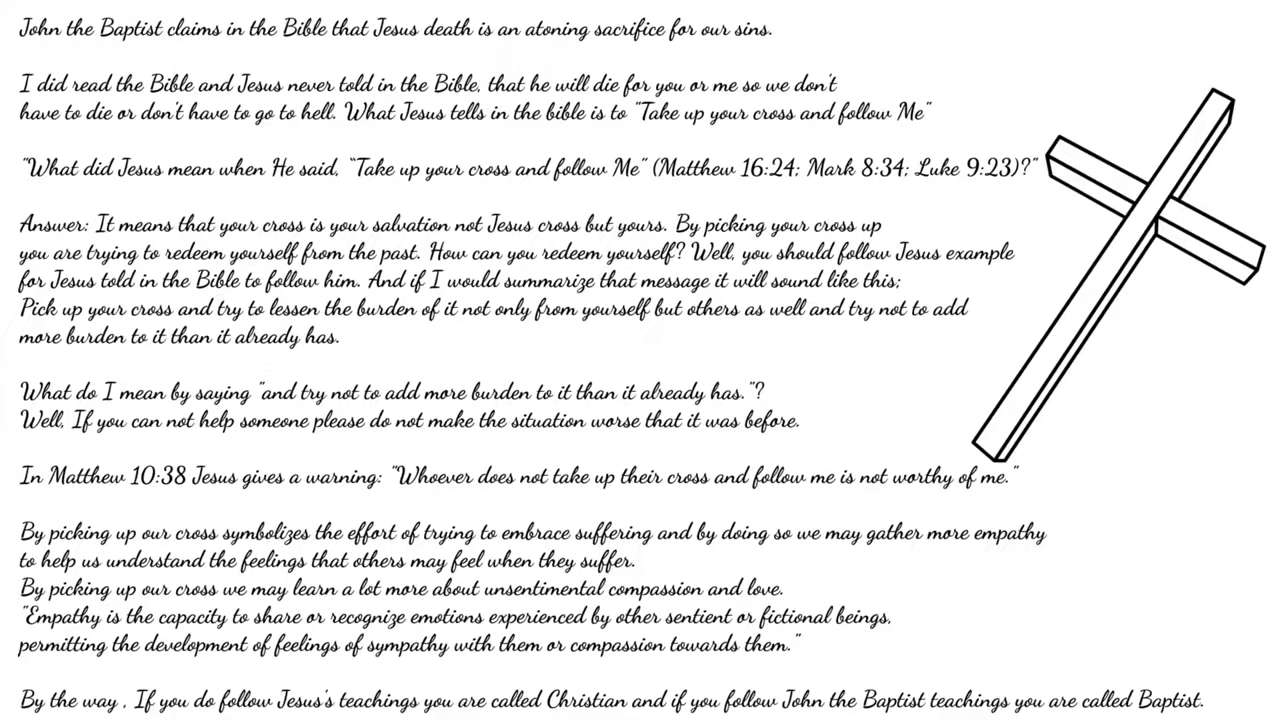 John the Baptist claims in the Bible that Jesus death is an atoning sacrifice for our sins.
I did read the Bible and Jesus never told in the Bible, that he will die for you or me so we don't
have to die or don't have to go to hell. What Jesus tells in the bible is to "Take up your cross and follow Me"
"What did Jesus mean when He said, “Take up your cross and follow Me” (Matthew 16:24; Mark 8:34; Luke 9:23)?"
Answer: It means that your cross is your salvation not Jesus cross but yours. By picking your cross up
you are trying to redeem yourself from the past. How can you redeem yourself? Well, you should follow Jesus example
for Jesus told in the Bible to follow him. And if I would summarize that message it will sound like this;
Pick up your cross and try to lessen the burden of it not only from yourself but others as well and try not to add
more burden to it than it already has.
What do I mean by saying "and try not to add more burden to it than it already has."?
Well, If you can not help someone please do not make the situation worse that it was before.
In Matthew 10:38 Jesus gives a warning: "Whoever does not take up their cross and follow me is not worthy of me."
By picking up our cross symbolizes the effort of trying to embrace suffering and by doing so we may gather more empathy
to help us understand the feelings that others may feel when they suffer.
By picking up our cross we may learn a lot more about unsentimental compassion and love.
"Empathy is the capacity to share or recognize emotions experienced by other sentient or fictional beings,
permitting the development of feelings of sympathy with them or compassion towards them."
By the way , If you do follow Jesus's teachings you are called Christian and if you follow John the Baptist teachings you are called Baptist.